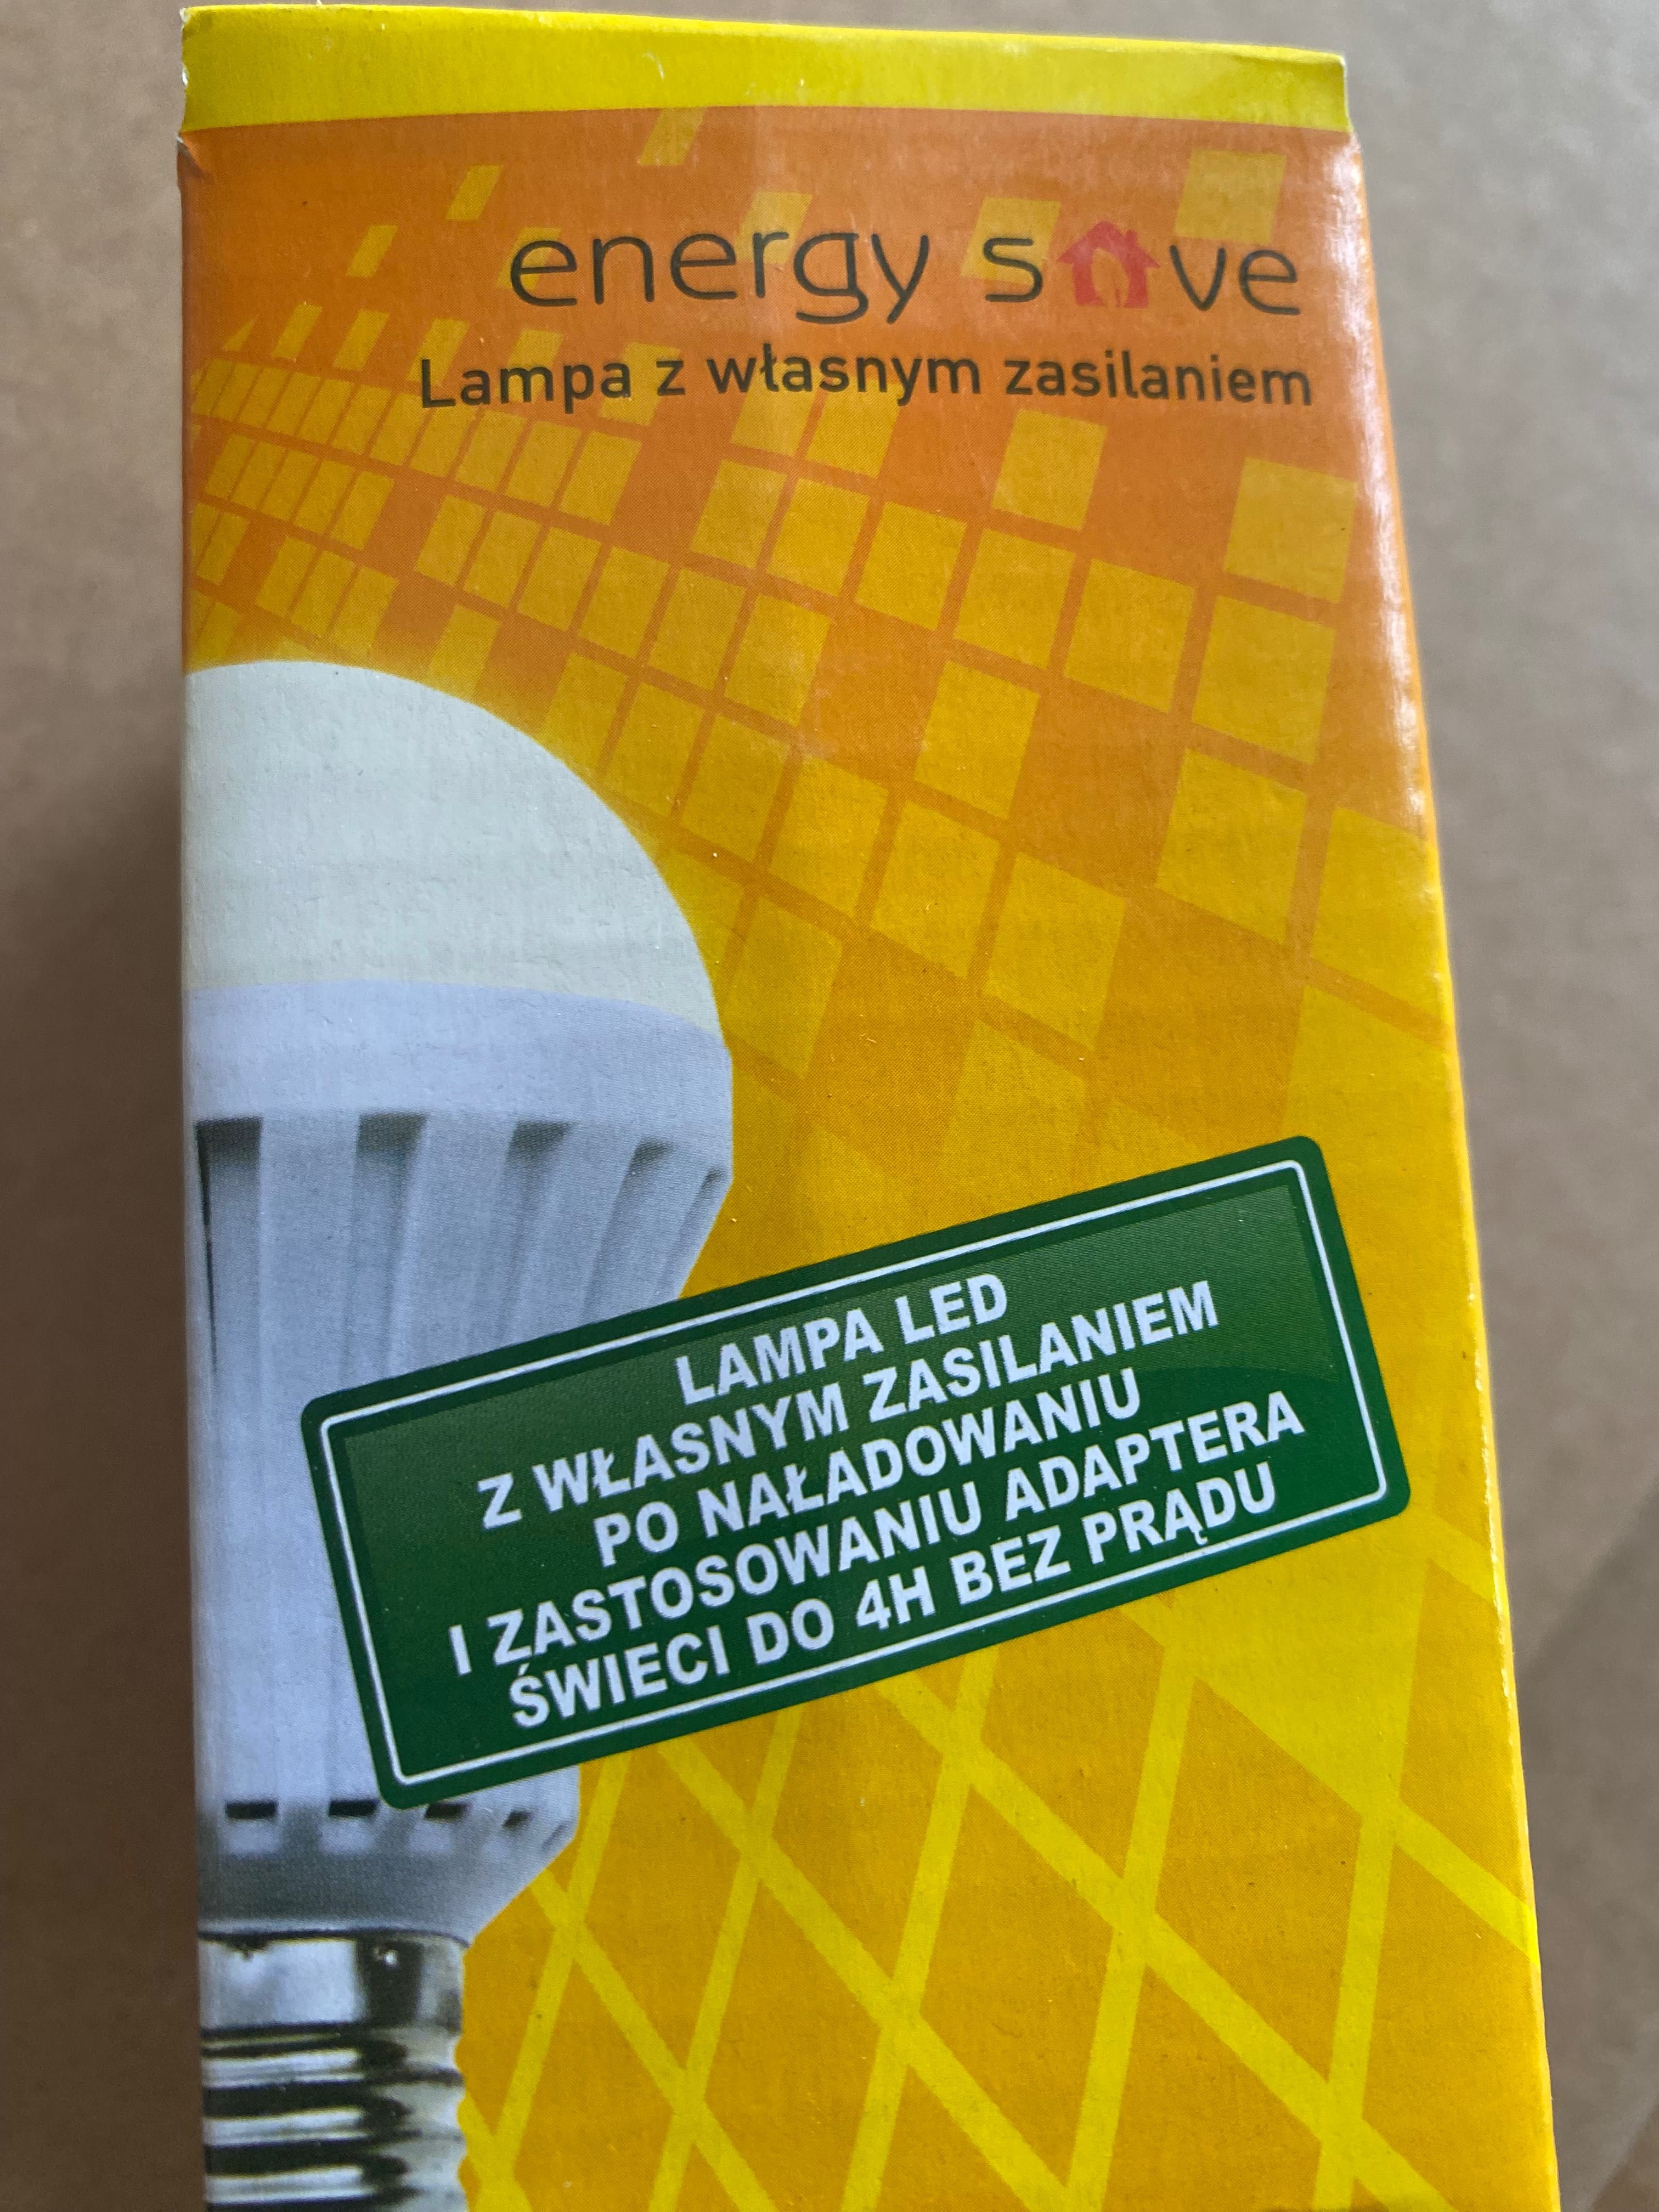 energy save
Lampa z własnym zasilaniem
LAMPA LED
Z WŁASNYM ZASILANIEM
PO NAŁADOWANIU
I ZASTOSOWANIU ADAPTERA
ŚWIECI DO 4H BEZ PRĄDU